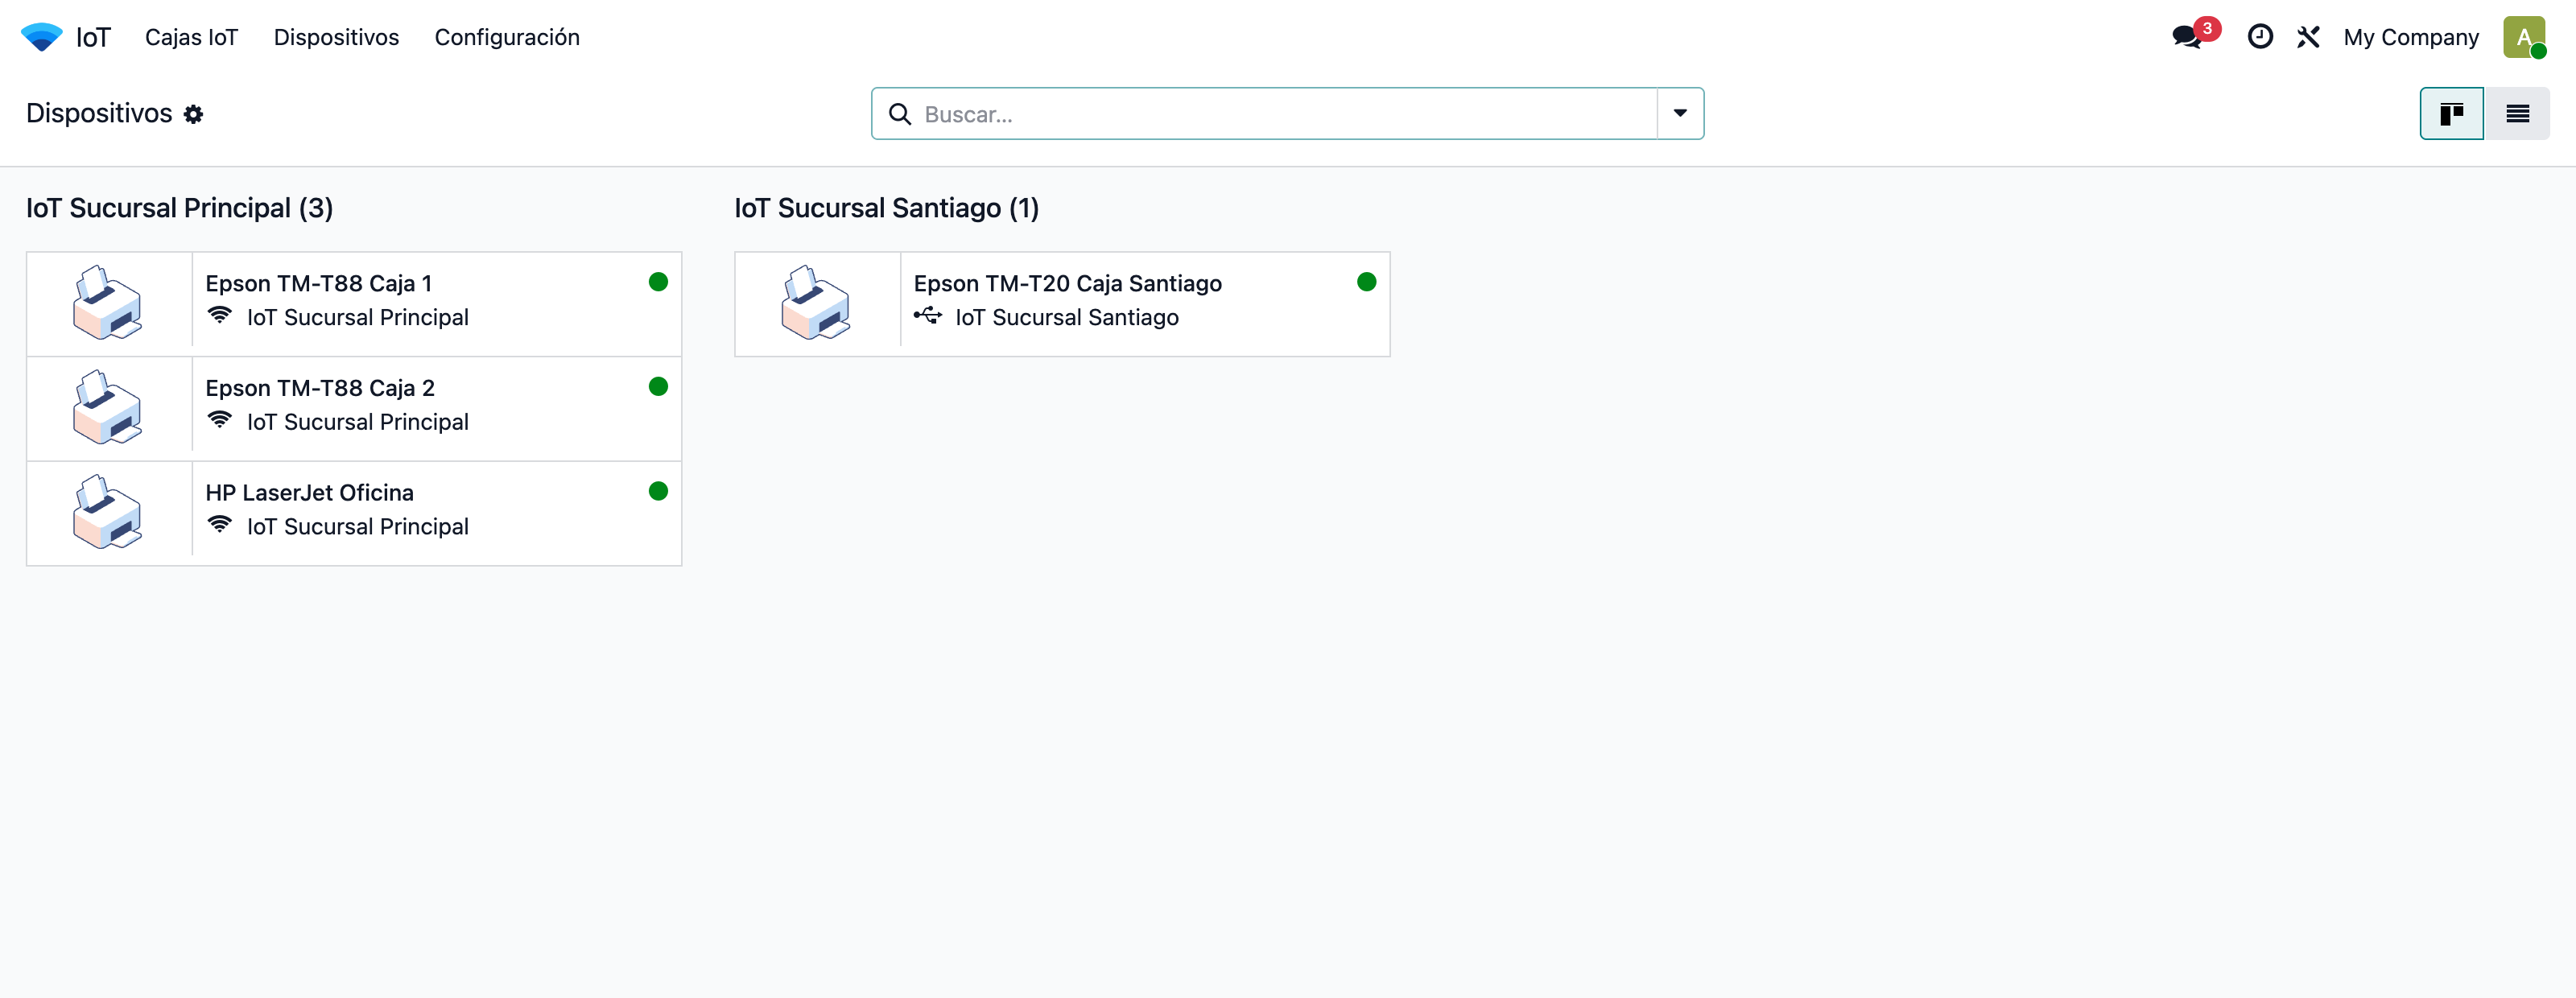 IoT Cajas IoT Dispositivos Configuración 3 My Company A
Dispositivos Buscar...
IoT Sucursal Principal (3)
Epson TM-T88 Caja 1
IoT Sucursal Principal
Epson TM-T88 Caja 2
IoT Sucursal Principal
HP LaserJet Oficina
IoT Sucursal Principal
IoT Sucursal Santiago (1)
Epson TM-T20 Caja Santiago
IoT Sucursal Santiago